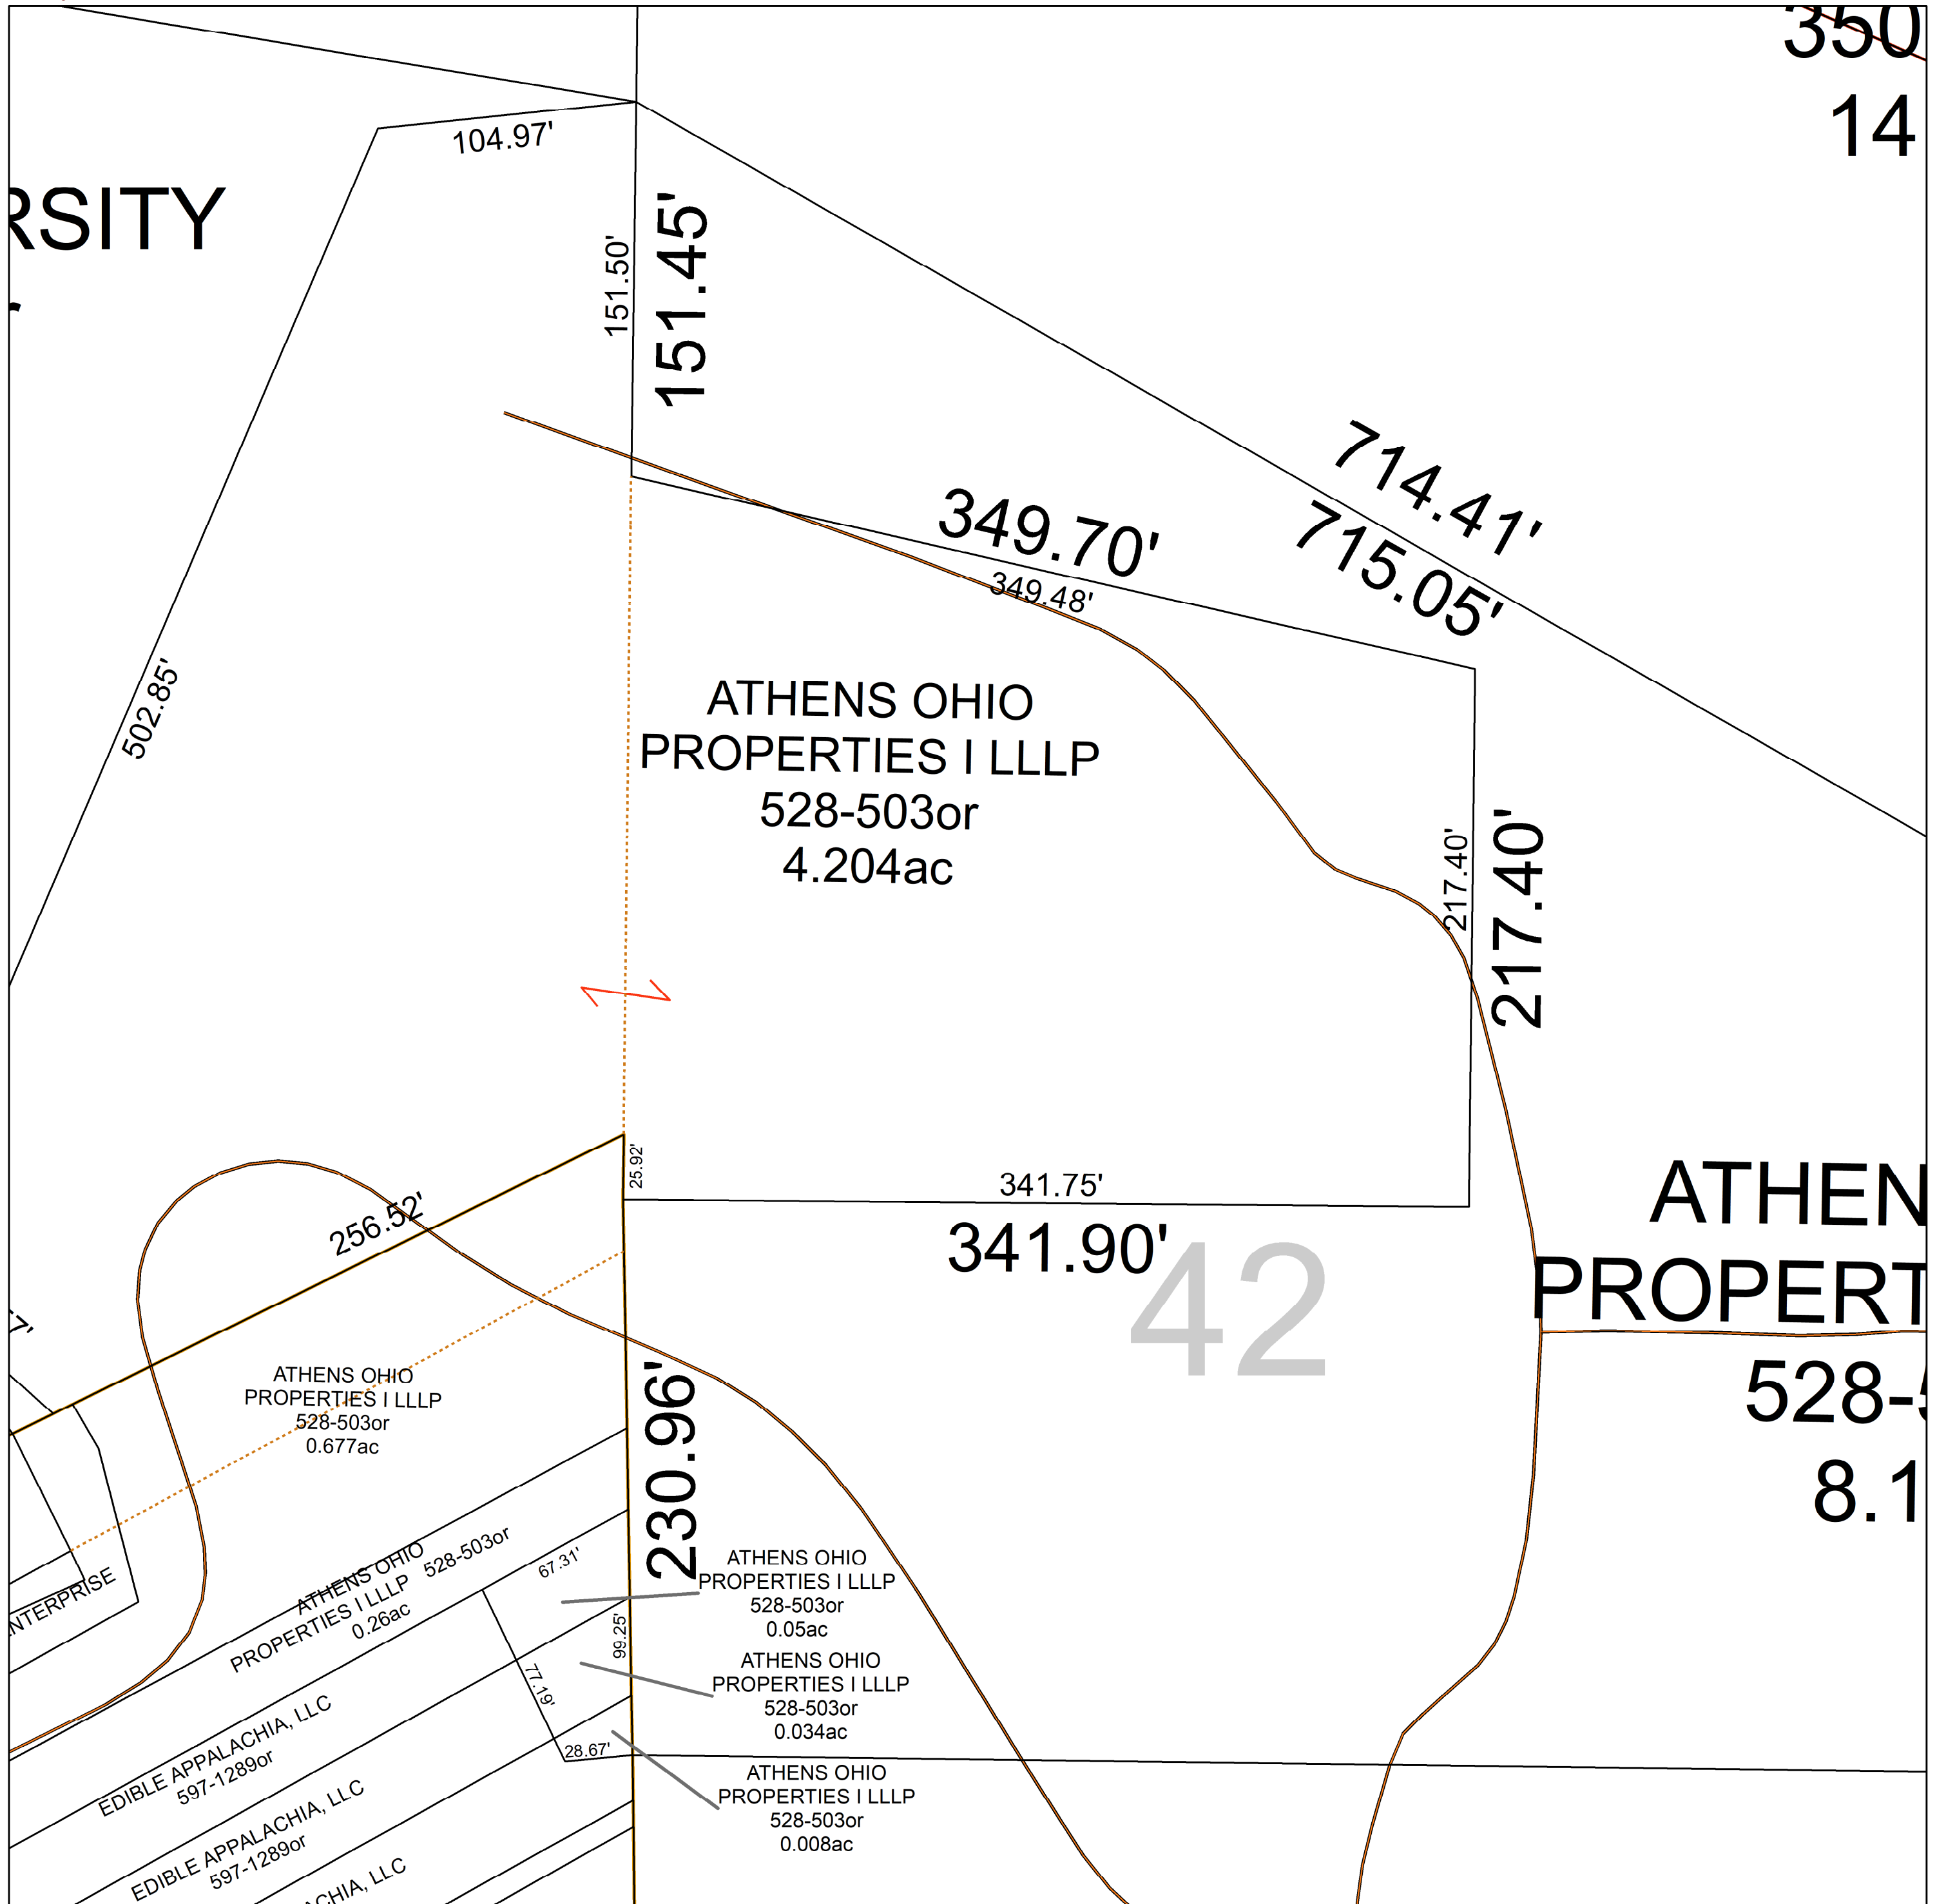 350
14
104.97'
RSITY
151.50'
151.45'
714.41'
715.05'
349.70'
349.48'
502.85'
ATHENS OHIO
PROPERTIES I LLLP
528-503or
4.204ac
217.40'
217.40'
25.92'
341.75'
341.90'
256.52'
42
ATHEN
PROPERT
528-5
8.1
7'
ATHENS OHIO
PROPERTIES I LLLP
528-503or
0.677ac
230.96'
NTERPRISE
ATHENS OHIO
PROPERTIES I LLLP 528-503or
0.26ac
67.31'
99.25'
77.19'
28.67'
ATHENS OHIO
PROPERTIES I LLLP
528-503or
0.05ac
ATHENS OHIO
PROPERTIES I LLLP
528-503or
0.034ac
ATHENS OHIO
PROPERTIES I LLLP
528-503or
0.008ac
EDIBLE APPALACHIA, LLC
597-1289or
EDIBLE APPALACHIA, LLC
597-1289or
ACHIA, LLC